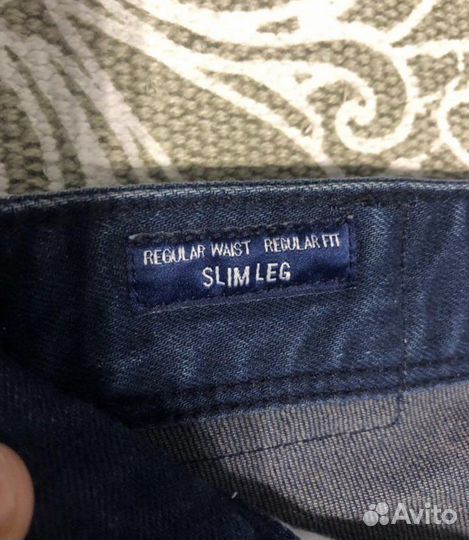 REGULAR WAIST REGULAR FIT
SLIM LEG
Avito